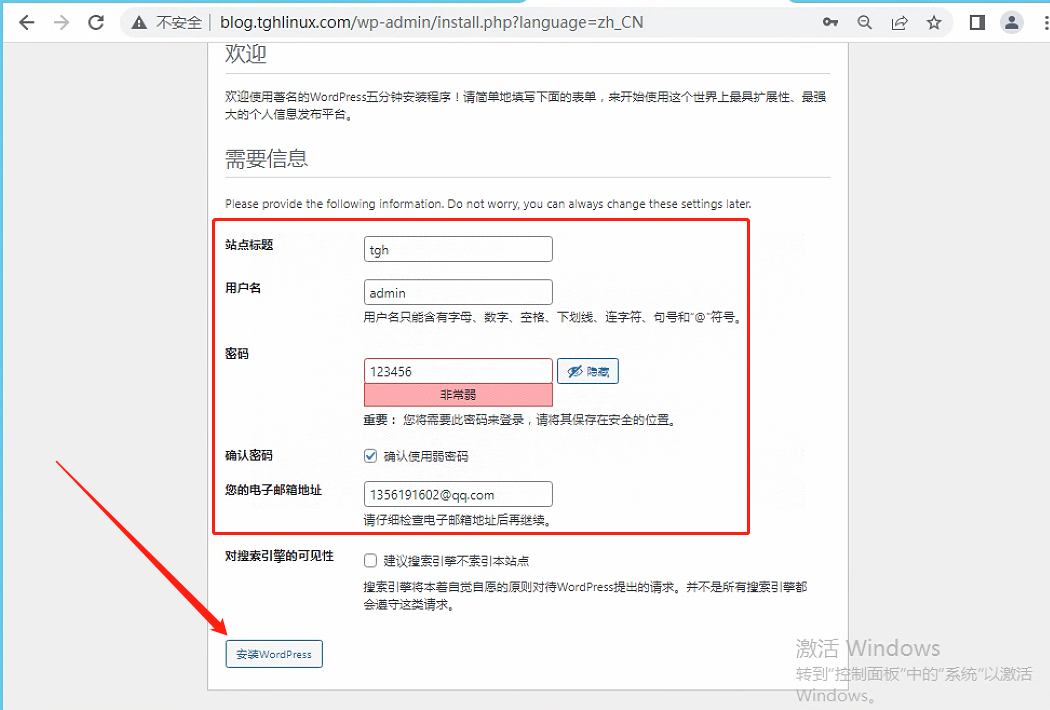 不安全 blog.tghlinux.com/wp-admin/install.php?language=zh_CN
欢迎
欢迎使用著名的WordPress五分钟安装程序！请简单地填写下面的表单，来开始使用这个世界上最具扩展性、最强
大的个人信息发布平台。
需要信息
Please provide the following information. Do not worry, you can always change these settings later.
站点标题 tgh
用户名 admin
用户名只能含有字母、数字、空格、下划线、连字符、句号和“@”符号。
密码 123456 隐藏
非常弱
重要： 您将需要此密码来登录，请将其保存在安全的位置。
确认密码 确认使用弱密码
您的电子邮箱地址 1356191602@qq.com
请仔细检查电子邮箱地址后再继续。
对搜索引擎的可见性 建议搜索引擎不索引本站点
搜索引擎将本着自觉自愿的原则对待WordPress提出的请求。并不是所有搜索引擎都
会遵守这类请求。
安装WordPress
激活 Windows
转到“控制面板”中的“系统”以激活
Windows。